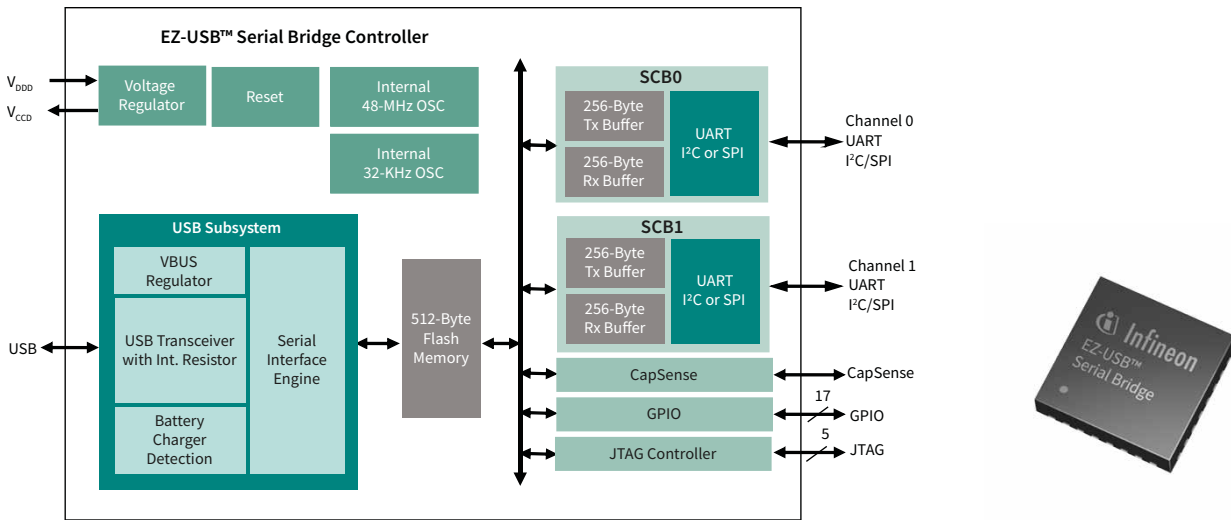 EZ-USB™ Serial Bridge Controller
V_DDD
V_CCD
Voltage
Regulator
Reset
Internal
48-MHz OSC
Internal
32-KHz OSC
USB Subsystem
VBUS
Regulator
USB Transceiver
with Int. Resistor
Battery
Charger
Detection
Serial
Interface
Engine
USB
512-Byte
Flash
Memory
SCB0
256-Byte
Tx Buffer
256-Byte
Rx Buffer
UART
I²C or SPI
Channel 0
UART
I²C/SPI
SCB1
256-Byte
Tx Buffer
256-Byte
Rx Buffer
UART
I²C or SPI
Channel 1
UART
I²C/SPI
CapSense
CapSense
GPIO
17
GPIO
JTAG Controller
5
JTAG
Infineon
EZ-USB™
Serial Bridge